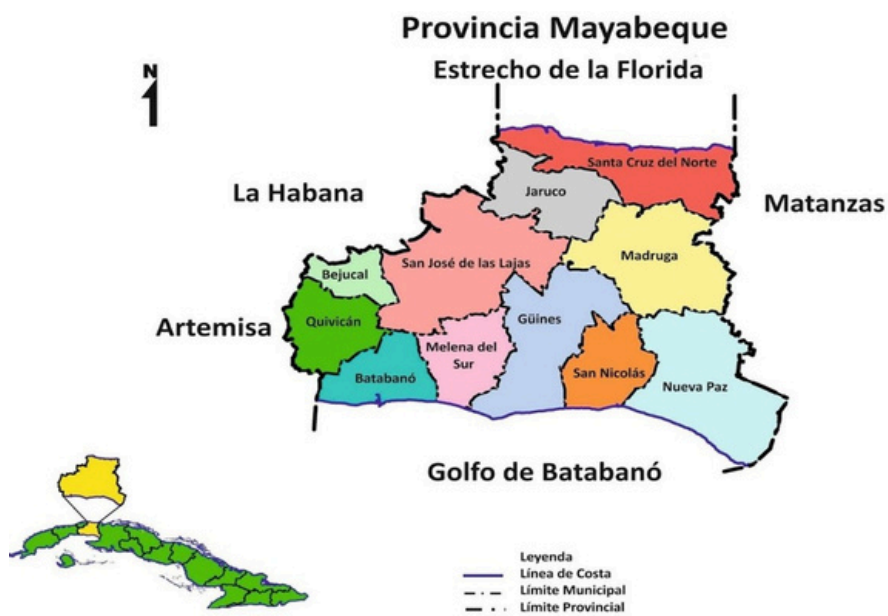 Provincia Mayabeque
Estrecho de la Florida
N
Santa Cruz del Norte
Jaruco
La Habana
Matanzas
Madruga
San José de las Lajas
Bejucal
Artemisa
Quivicán
Güines
Melena del
Sur
Batabanó
San Nicolás
Nueva Paz
Golfo de Batabanó
Leyenda
Línea de Costa
Límite Municipal
Límite Provincial